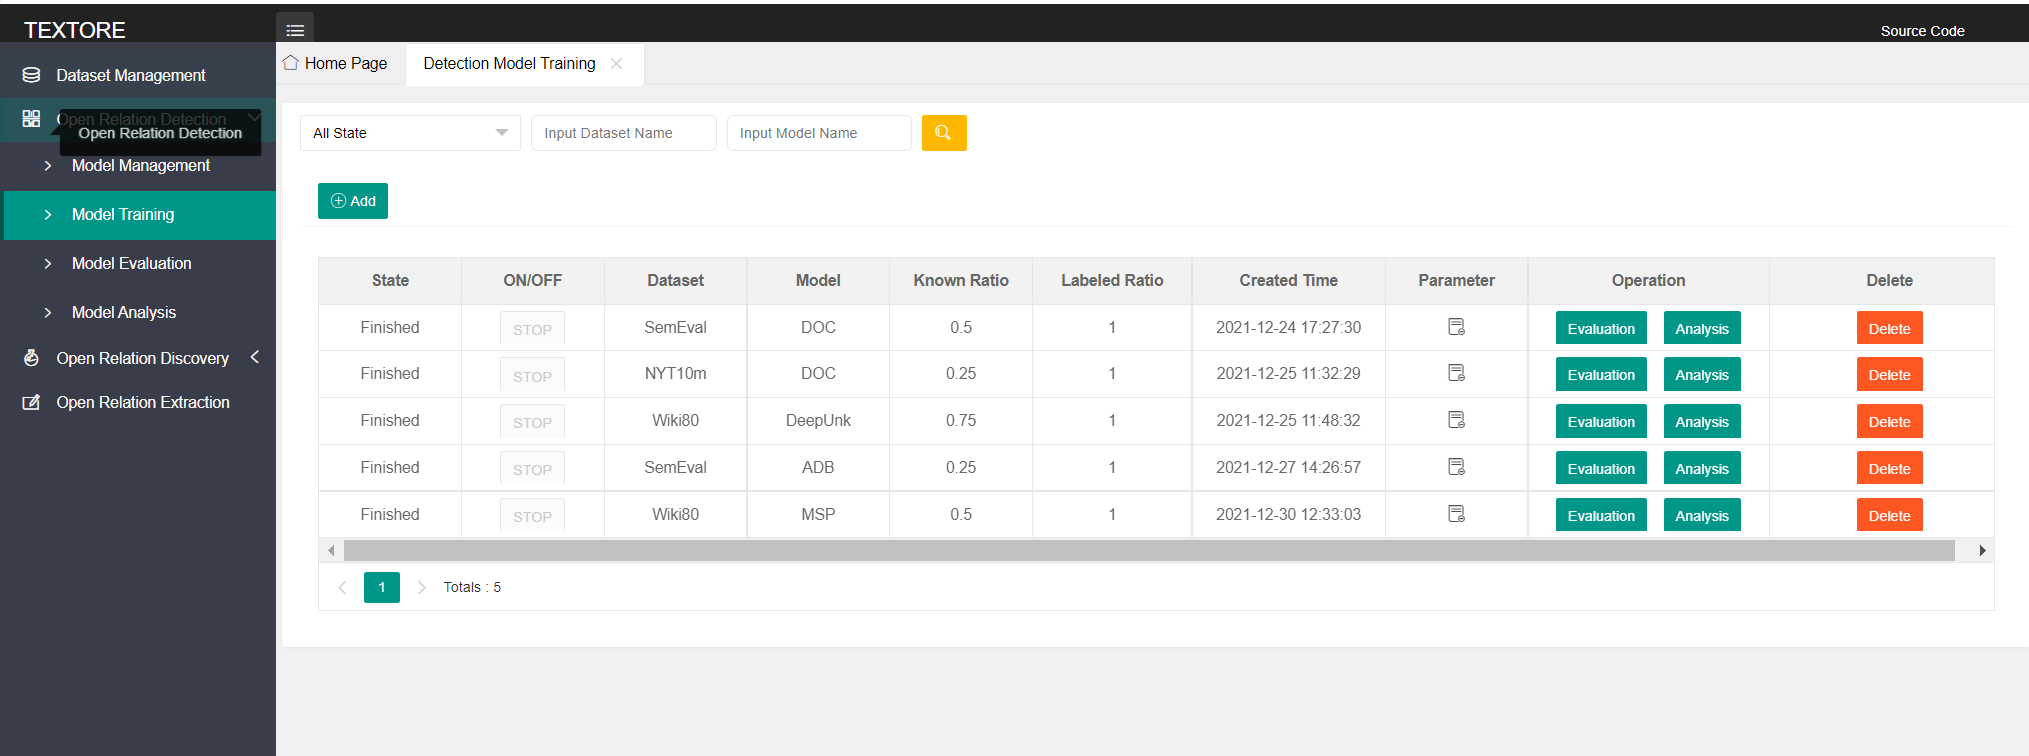 TEXTORE
Source Code
Dataset Management
Open Relation Detection
Open Relation Detection
Model Management
Model Training
Model Evaluation
Model Analysis
Open Relation Discovery
Open Relation Extraction
Home Page Detection Model Training
All State Input Dataset Name Input Model Name
Add
State ON/OFF Dataset Model Known Ratio Labeled Ratio Created Time Parameter Operation Delete
Finished STOP SemEval DOC 0.5 1 2021-12-24 17:27:30 Evaluation Analysis Delete
Finished STOP NYT10m DOC 0.25 1 2021-12-25 11:32:29 Evaluation Analysis Delete
Finished STOP Wiki80 DeepUnk 0.75 1 2021-12-25 11:48:32 Evaluation Analysis Delete
Finished STOP SemEval ADB 0.25 1 2021-12-27 14:26:57 Evaluation Analysis Delete
Finished STOP Wiki80 MSP 0.5 1 2021-12-30 12:33:03 Evaluation Analysis Delete
1 Totals : 5